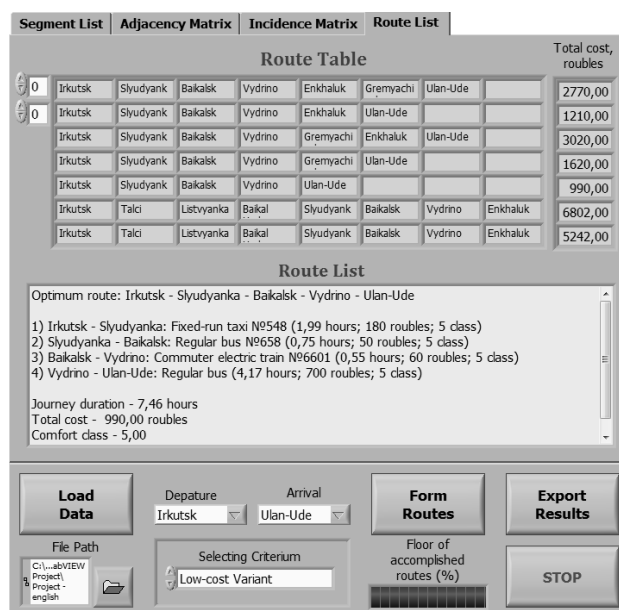 Segment List Adjacency Matrix Incidence Matrix Route List
Route Table
Total cost,
roubles
0 Irkutsk Slyudyank Baikalsk Vydrino Enkhaluk Gremyachi Ulan-Ude 2770,00
0 Irkutsk Slyudyank Baikalsk Vydrino Enkhaluk Ulan-Ude 1210,00
Irkutsk Slyudyank Baikalsk Vydrino Gremyachi Enkhaluk Ulan-Ude 3020,00
Irkutsk Slyudyank Baikalsk Vydrino Gremyachi Ulan-Ude 1620,00
Irkutsk Slyudyank Baikalsk Vydrino Ulan-Ude 990,00
Irkutsk Talci Listvyanka Baikal Slyudyank Baikalsk Vydrino Enkhaluk 6802,00
Irkutsk Talci Listvyanka Baikal Slyudyank Baikalsk Vydrino Enkhaluk 5242,00
Route List
Optimum route: Irkutsk - Slyudyanka - Baikalsk - Vydrino - Ulan-Ude
1) Irkutsk - Slyudyanka: Fixed-run taxi №548 (1,99 hours; 180 roubles; 5 class)
2) Slyudyanka - Baikalsk: Regular bus №658 (0,75 hours; 50 roubles; 5 class)
3) Baikalsk - Vydrino: Commuter electric train №6601 (0,55 hours; 60 roubles; 5 class)
4) Vydrino - Ulan-Ude: Regular bus (4,17 hours; 700 roubles; 5 class)
Journey duration - 7,46 hours
Total cost - 990,00 roubles
Comfort class - 5,00
Load
Data
Depature
Irkutsk
Arrival
Ulan-Ude
Form
Routes
Export
Results
File Path
C:\...abVIEW
Project\
Project -
english
Selecting Criterium
Low-cost Variant
Floor of
accomplished
routes (%)
STOP